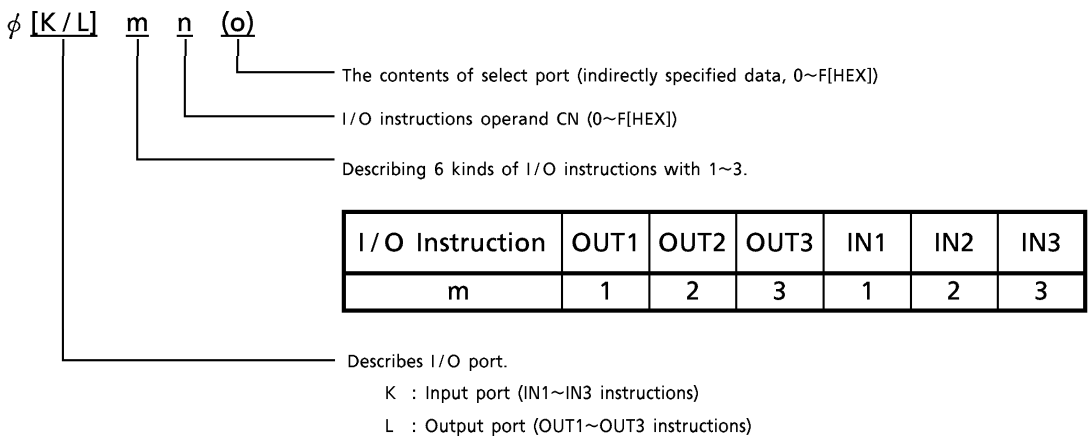 ϕ [K / L] m n (o)
The contents of select port (indirectly specified data, 0~F[HEX])
I / O instructions operand CN (0~F[HEX])
Describing 6 kinds of I / O instructions with 1~3.
I / O Instruction OUT1 OUT2 OUT3 IN1 IN2 IN3
m 1 2 3 1 2 3
Describes I / O port.
K : Input port (IN1~IN3 instructions)
L : Output port (OUT1~OUT3 instructions)